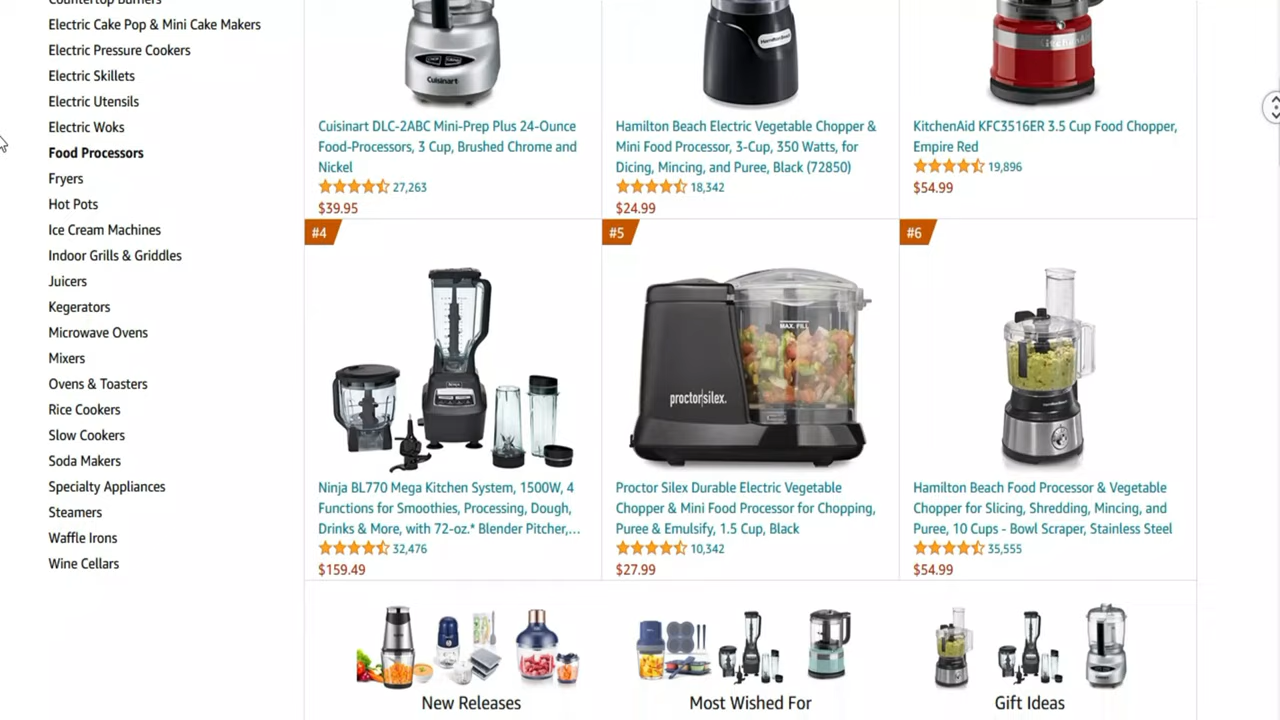 Countertop Burners
Electric Cake Pop & Mini Cake Makers
Electric Pressure Cookers
Electric Skillets
Electric Utensils
Electric Woks
Food Processors
Fryers
Hot Pots
Ice Cream Machines
Indoor Grills & Griddles
Juicers
Kegerators
Microwave Ovens
Mixers
Ovens & Toasters
Rice Cookers
Slow Cookers
Soda Makers
Specialty Appliances
Steamers
Waffle Irons
Wine Cellars
Cuisinart
Cuisinart DLC-2ABC Mini-Prep Plus 24-Ounce
Food-Processors, 3 Cup, Brushed Chrome and
Nickel
27,263
$39.95
Hamilton Beach
Hamilton Beach Electric Vegetable Chopper &
Mini Food Processor, 3-Cup, 350 Watts, for
Dicing, Mincing, and Puree, Black (72850)
18,342
$24.99
KitchenAid
KitchenAid KFC3516ER 3.5 Cup Food Chopper,
Empire Red
19,896
$54.99
#4
Ninja BL770 Mega Kitchen System, 1500W, 4
Functions for Smoothies, Processing, Dough,
Drinks & More, with 72-oz.* Blender Pitcher,...
32,476
$159.49
#5
MAX. FILL
proctor|silex.
Proctor Silex Durable Electric Vegetable
Chopper & Mini Food Processor for Chopping,
Puree & Emulsify, 1.5 Cup, Black
10,342
$27.99
#6
Hamilton Beach Food Processor & Vegetable
Chopper for Slicing, Shredding, Mincing, and
Puree, 10 Cups - Bowl Scraper, Stainless Steel
35,555
$54.99
New Releases
Most Wished For
Gift Ideas